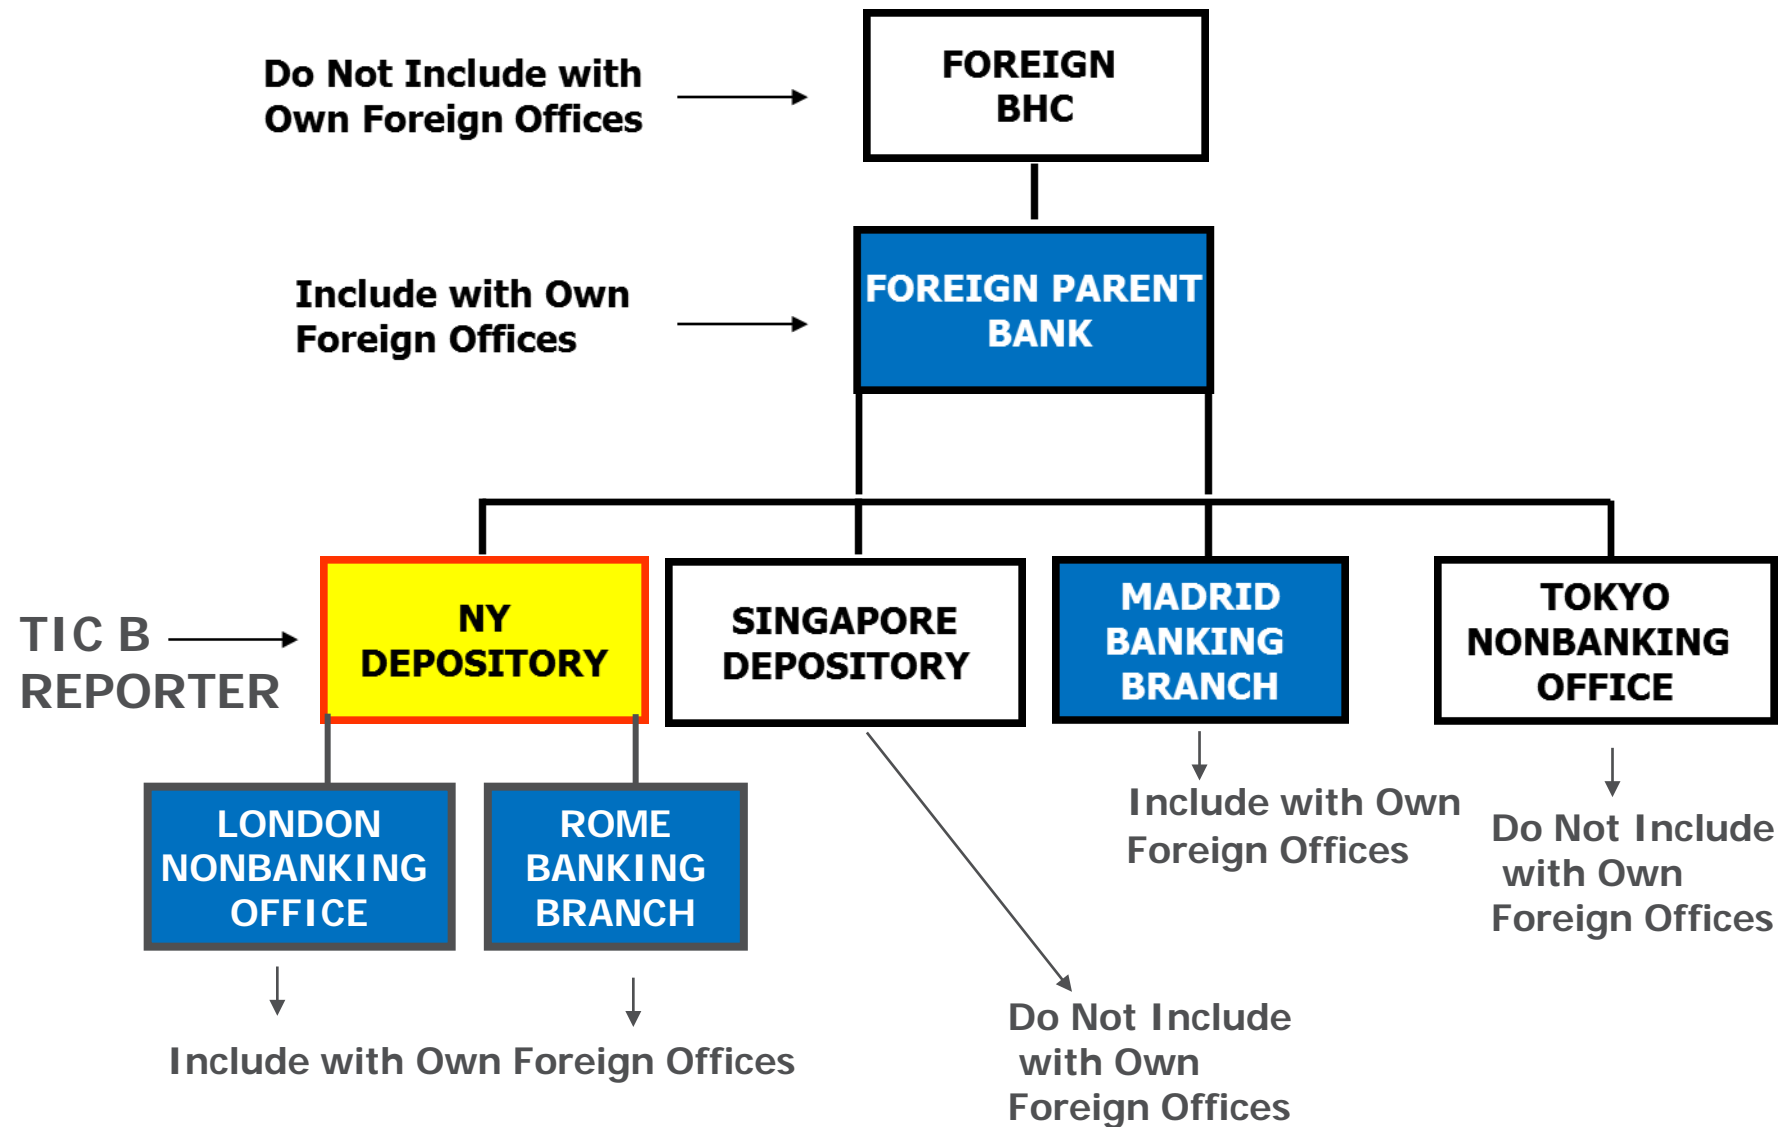 FOREIGN
BHC
Do Not Include with
Own Foreign Offices
FOREIGN PARENT
BANK
Include with Own
Foreign Offices
TIC B
REPORTER
NY
DEPOSITORY
SINGAPORE
DEPOSITORY
MADRID
BANKING
BRANCH
TOKYO
NONBANKING
OFFICE
LONDON
NONBANKING
OFFICE
ROME
BANKING
BRANCH
Include with Own
Foreign Offices
Do Not Include
with Own
Foreign Offices
Include with Own Foreign Offices
Do Not Include
with Own
Foreign Offices